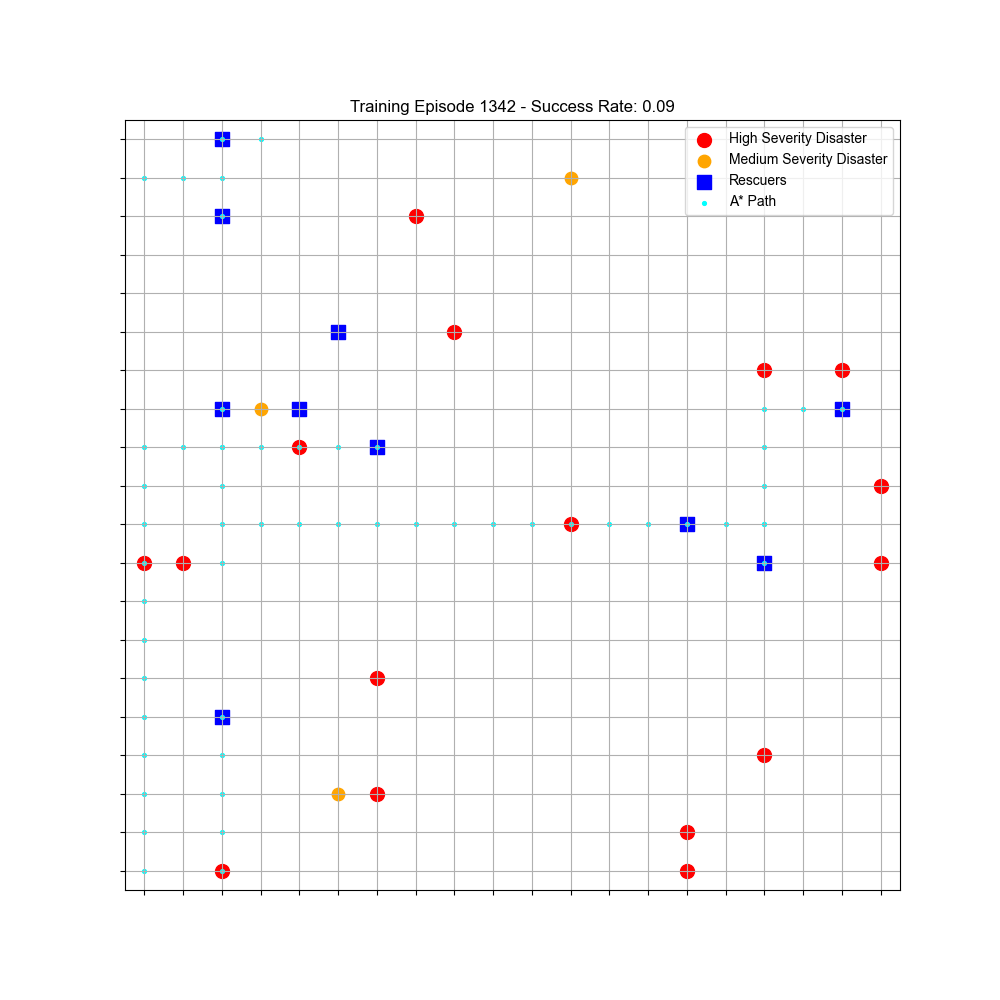 Training Episode 1342 - Success Rate: 0.09
High Severity Disaster
Medium Severity Disaster
Rescuers
A* Path